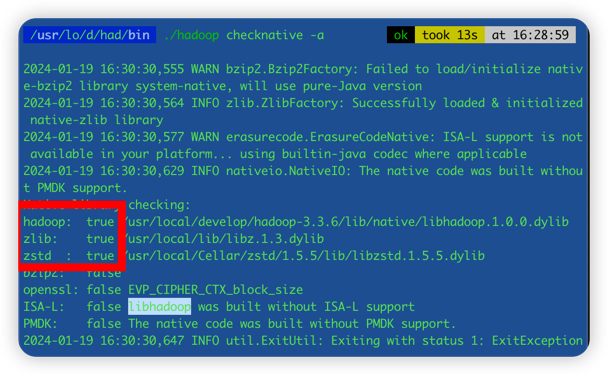 /usr/lo/d/had/bin ./hadoop checknative -a ok took 13s at 16:28:59
2024-01-19 16:30:30,555 WARN bzip2.Bzip2Factory: Failed to load/initialize nativ
e-bzip2 library system-native, will use pure-Java version
2024-01-19 16:30:30,564 INFO zlib.ZlibFactory: Successfully loaded & initialized
native-zlib library
2024-01-19 16:30:30,577 WARN erasurecode.ErasureCodeNative: ISA-L support is not
available in your platform... using builtin-java codec where applicable
2024-01-19 16:30:30,629 INFO nativeio.NativeIO: The native code was built withou
t PMDK support.
Native library checking:
hadoop: true /usr/local/develop/hadoop-3.3.6/lib/native/libhadoop.1.0.0.dylib
zlib: true /usr/local/lib/libz.1.3.dylib
zstd : true /usr/local/Cellar/zstd/1.5.5/lib/libzstd.1.5.5.dylib
bzip2: false
openssl: false EVP_CIPHER_CTX_block_size
ISA-L: false libhadoop was built without ISA-L support
PMDK: false The native code was built without PMDK support.
2024-01-19 16:30:30,647 INFO util.ExitUtil: Exiting with status 1: ExitException